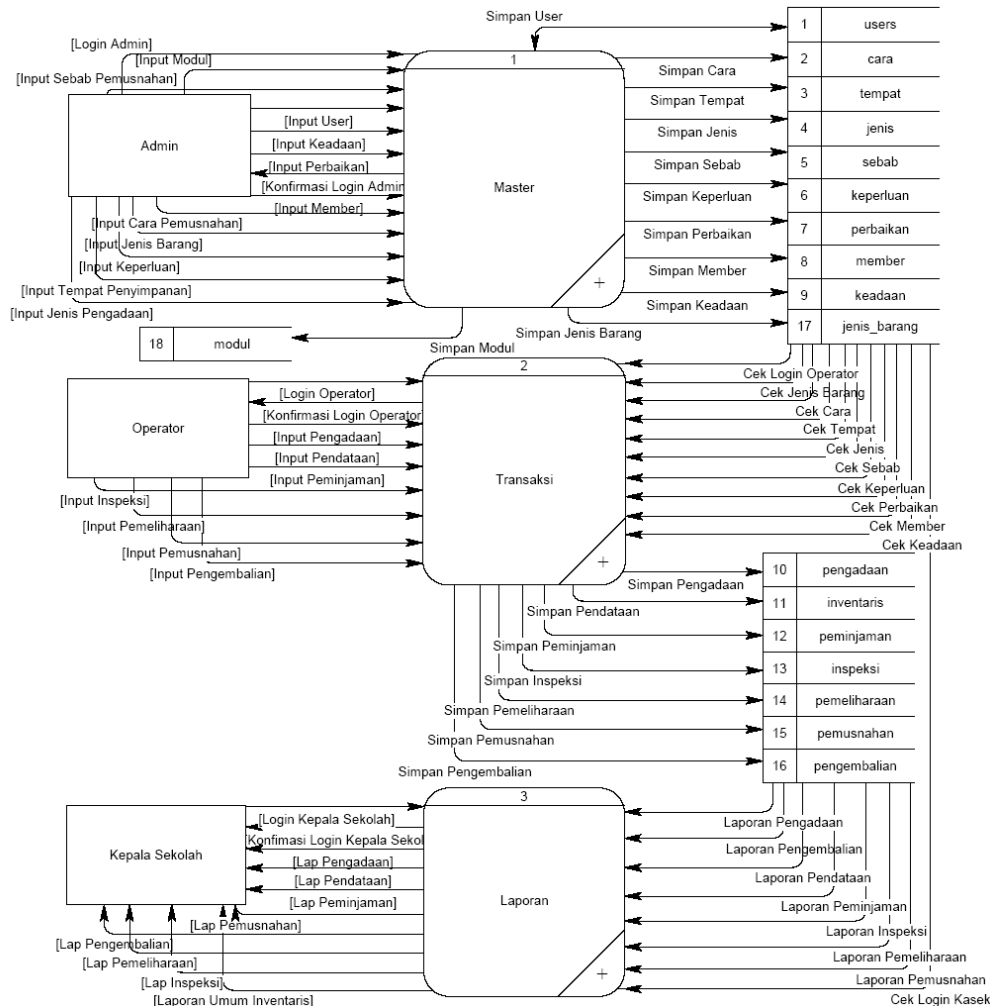 Simpan User
1 users
[Login Admin]
[Input Modul]
[Input Sebab Pemusnahan]
1
2 cara
Simpan Cara
3 tempat
Simpan Tempat
[Input User]
4 jenis
Simpan Jenis
Admin
[Input Keadaan]
5 sebab
Simpan Sebab
[Input Perbaikan]
Master
[Konfirmasi Login Admin
6 keperluan
Simpan Keperluan
[Input Member]
[Input Cara Pemusnahan]
7 perbaikan
Simpan Perbaikan
[Input Jenis Barang]
8 member
Simpan Member
[Input Keperluan]
+
[Input Tempat Penyimpanan]
9 keadaan
Simpan Keadaan
[Input Jenis Pengadaan]
17 jenis_barang
Simpan Jenis Barang
18 modul
Simpan Modul
2
Cek Login Operator
[Login Operator]
Cek Jenis Barang
[Konfirmasi Login Operator]
Cek Cara
Operator
Cek Tempat
[Input Pengadaan]
Cek Jenis
[Input Pendataan]
Cek Sebab
[Input Peminjaman]
Transaksi
Cek Keperluan
[Input Inspeksi]
Cek Perbaikan
[Input Pemeliharaan]
Cek Member
[Input Pemusnahan]
Cek Keadaan
[Input Pengembalian]
+
10 pengadaan
Simpan Pengadaan
11 inventaris
Simpan Pendataan
12 peminjaman
Simpan Peminjaman
13 inspeksi
Simpan Inspeksi
14 pemeliharaan
Simpan Pemeliharaan
15 pemusnahan
Simpan Pemusnahan
16 pengembalian
Simpan Pengembalian
3
[Login Kepala Sekolah]
Laporan Pengadaan
[Konfimasi Login Kepala Sekol
Laporan Pengembalian
Kepala Sekolah
[Lap Pengadaan]
Laporan Pendataan
[Lap Pendataan]
Laporan
[Lap Peminjaman]
Laporan Peminjaman
[Lap Pemusnahan]
Laporan Inspeksi
[Lap Pengembalian]
Laporan Pemeliharaan
[Lap Pemeliharaan]
+
[Lap Inspeksi]
Laporan Pemusnahan
[Laporan Umum Inventaris]
Cek Login Kasek